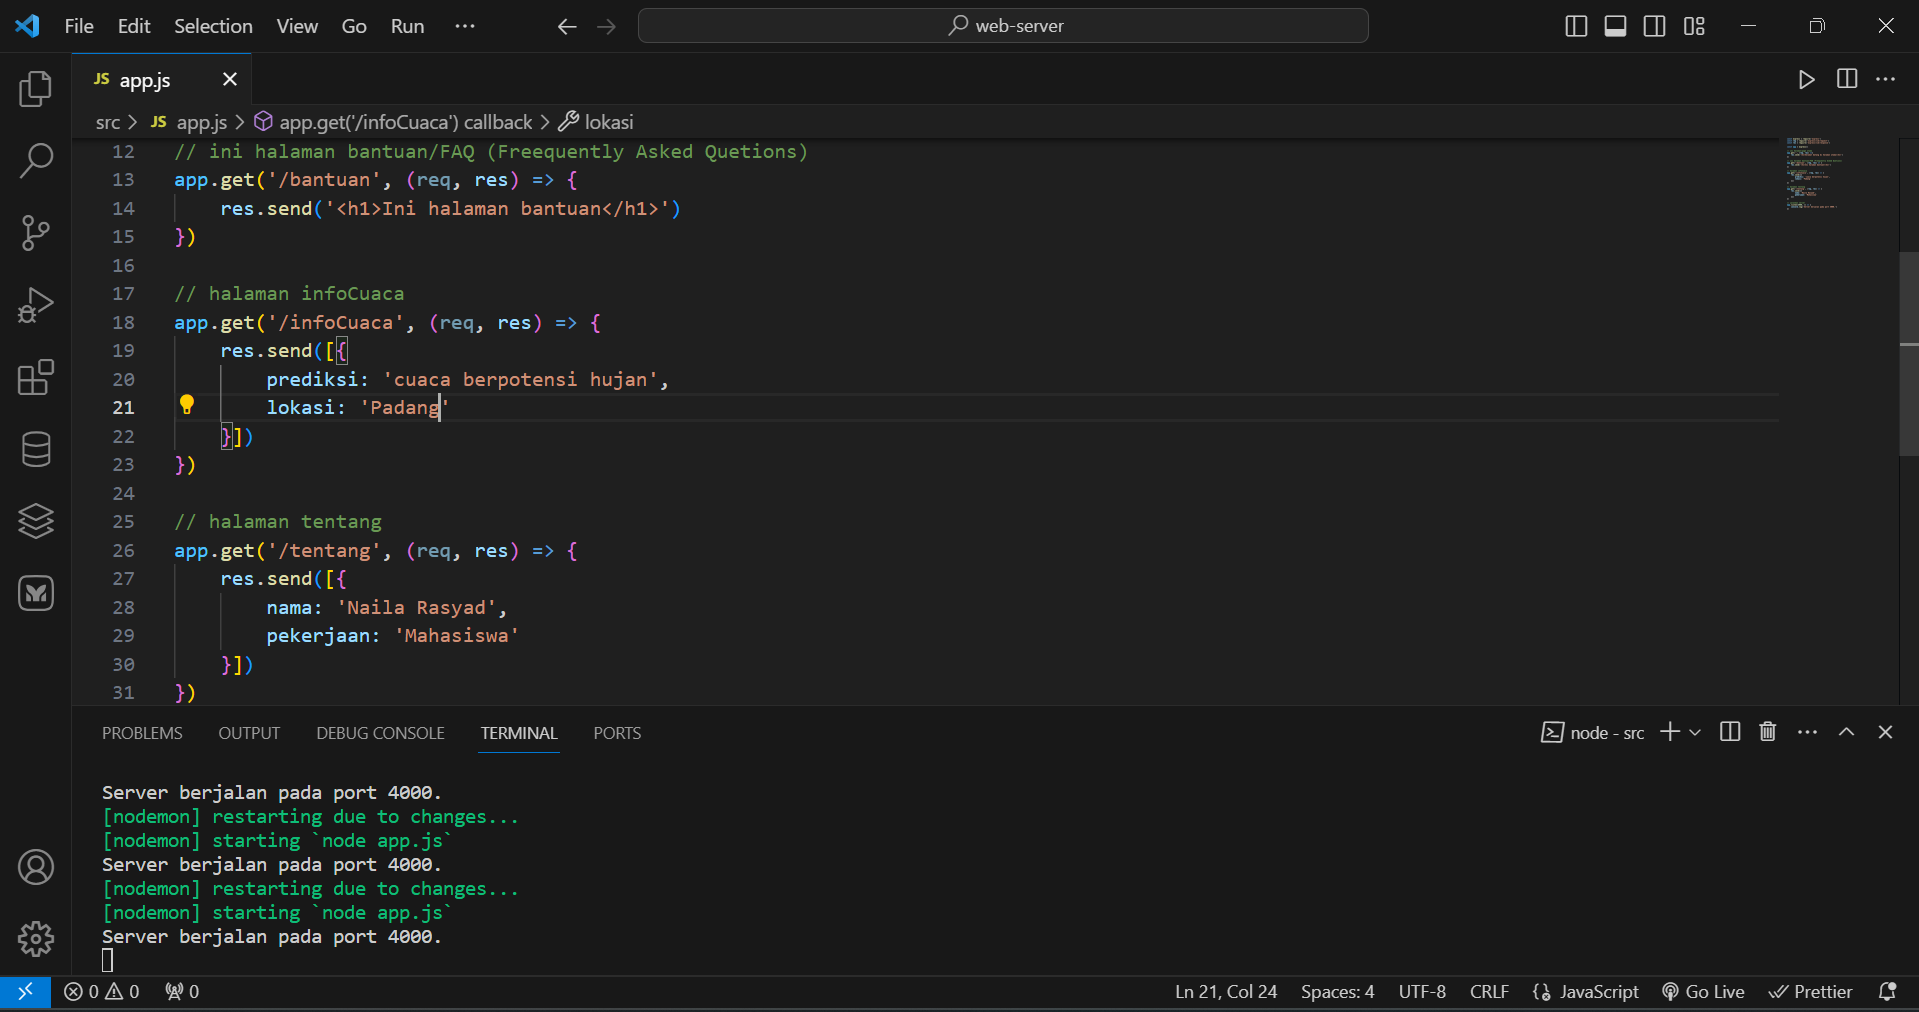 File Edit Selection View Go Run ···
web-server
JS app.js
src > JS app.js > app.get('/infoCuaca') callback > lokasi
12 // ini halaman bantuan/FAQ (Freequently Asked Quetions)
13 app.get('/bantuan', (req, res) => {
14 res.send('<h1>Ini halaman bantuan</h1>')
15 })
16
17 // halaman infoCuaca
18 app.get('/infoCuaca', (req, res) => {
19 res.send([{
20 prediksi: 'cuaca berpotensi hujan',
21 lokasi: 'Padang'
22 }])
23 })
24
25 // halaman tentang
26 app.get('/tentang', (req, res) => {
27 res.send([{
28 nama: 'Naila Rasyad',
29 pekerjaan: 'Mahasiswa'
30 }])
31 })
PROBLEMS OUTPUT DEBUG CONSOLE TERMINAL PORTS
node - src
Server berjalan pada port 4000.
[nodemon] restarting due to changes...
[nodemon] starting `node app.js`
Server berjalan pada port 4000.
[nodemon] restarting due to changes...
[nodemon] starting `node app.js`
Server berjalan pada port 4000.
0 0 0
Ln 21, Col 24 Spaces: 4 UTF-8 CRLF JavaScript Go Live Prettier